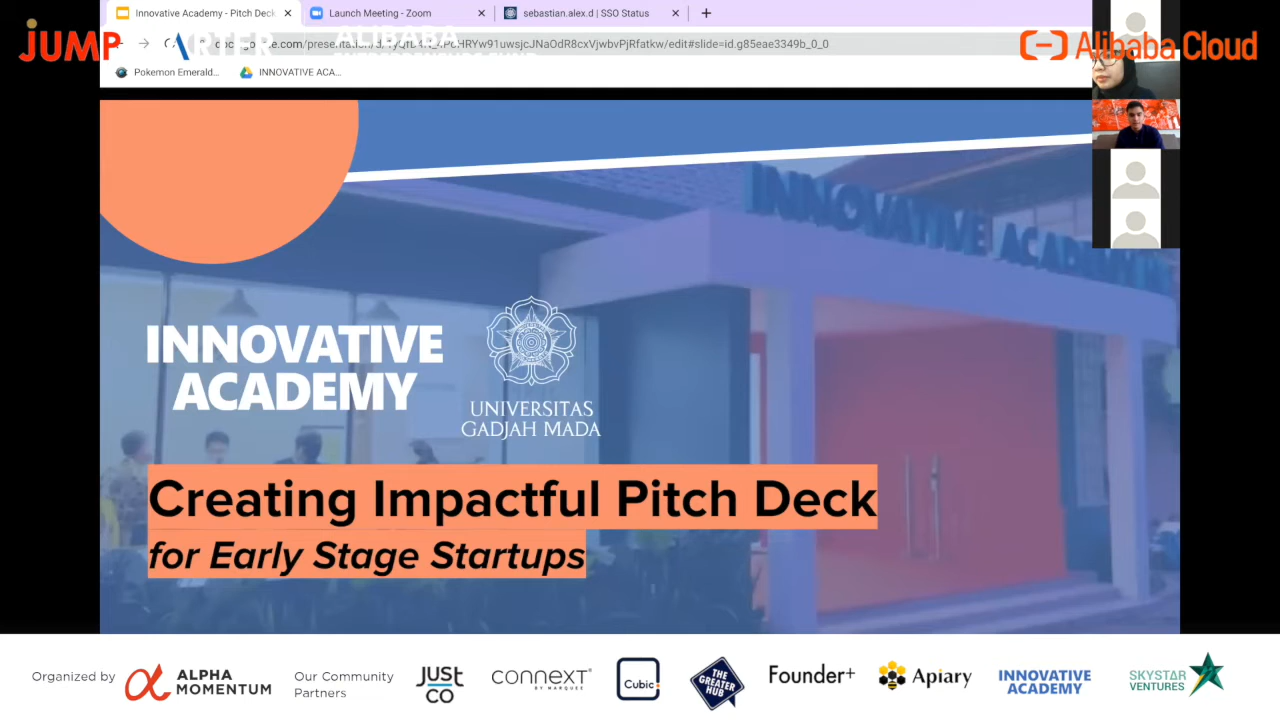 Innovative Academy - Pitch Deck
Launch Meeting - Zoom
sebastian.alex.d | SSO Status
JUMP
ARTER
ALIBABA
Alibaba Cloud
Pokemon Emerald...
INNOVATIVE ACA...
INNOVATIVE ACADEMY
INNOVATIVE
ACADEMY
UNIVERSITAS
GADJAH MADA
Creating Impactful Pitch Deck
for Early Stage Startups
Organized by
ALPHA
MOMENTUM
Our Community
Partners
JUST
CO
CONNEXT
BY MARQUEE
Cubic
THE
GREATER
HUB
Founder+
Apiary
INNOVATIVE
ACADEMY
SKYSTAR
VENTURES